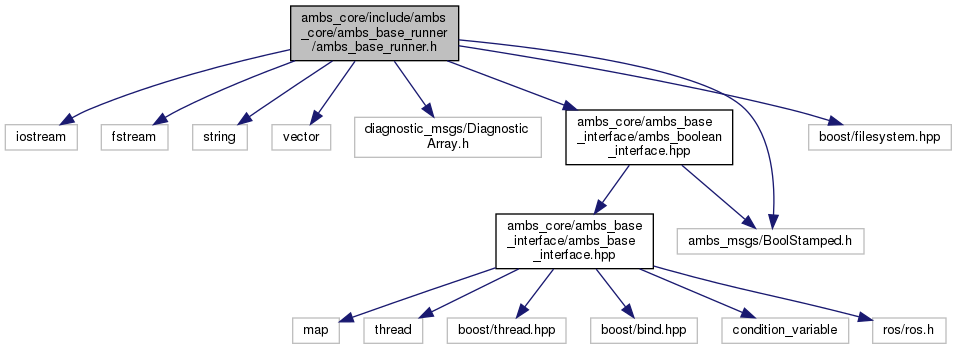 ambs_core/include/ambs
_core/ambs_base_runner
/ambs_base_runner.h
iostream
fstream
string
vector
diagnostic_msgs/Diagnostic
Array.h
ambs_core/ambs_base
_interface/ambs_boolean
_interface.hpp
boost/filesystem.hpp
ambs_core/ambs_base
_interface/ambs_base
_interface.hpp
ambs_msgs/BoolStamped.h
map
thread
boost/thread.hpp
boost/bind.hpp
condition_variable
ros/ros.h